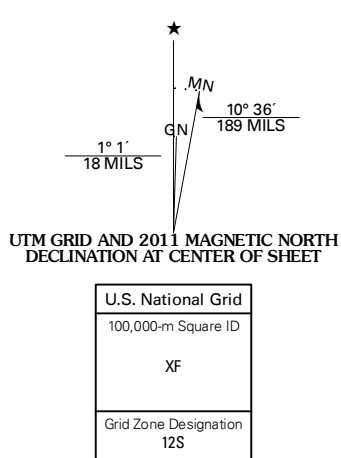 ★
MN
10° 36´
189 MILS
GN
1° 1´
18 MILS
UTM GRID AND 2011 MAGNETIC NORTH
DECLINATION AT CENTER OF SHEET
U.S. National Grid
100,000-m Square ID
XF
Grid Zone Designation
12S